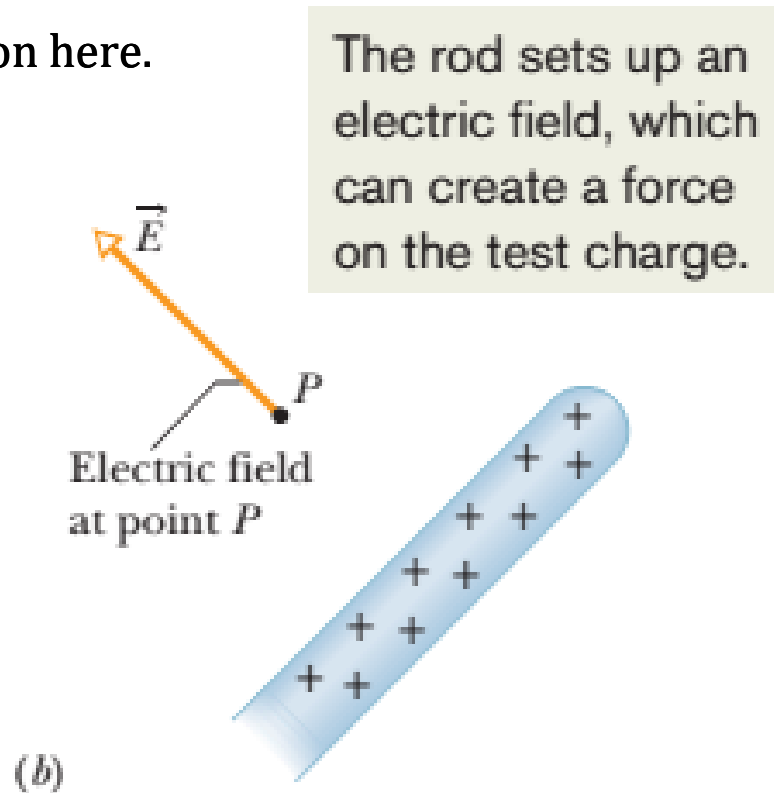 on here.
The rod sets up an
electric field, which
can create a force
on the test charge.
E
P
Electric field
at point P
+
+ +
+ +
+ +
+ +
+ +
(b)